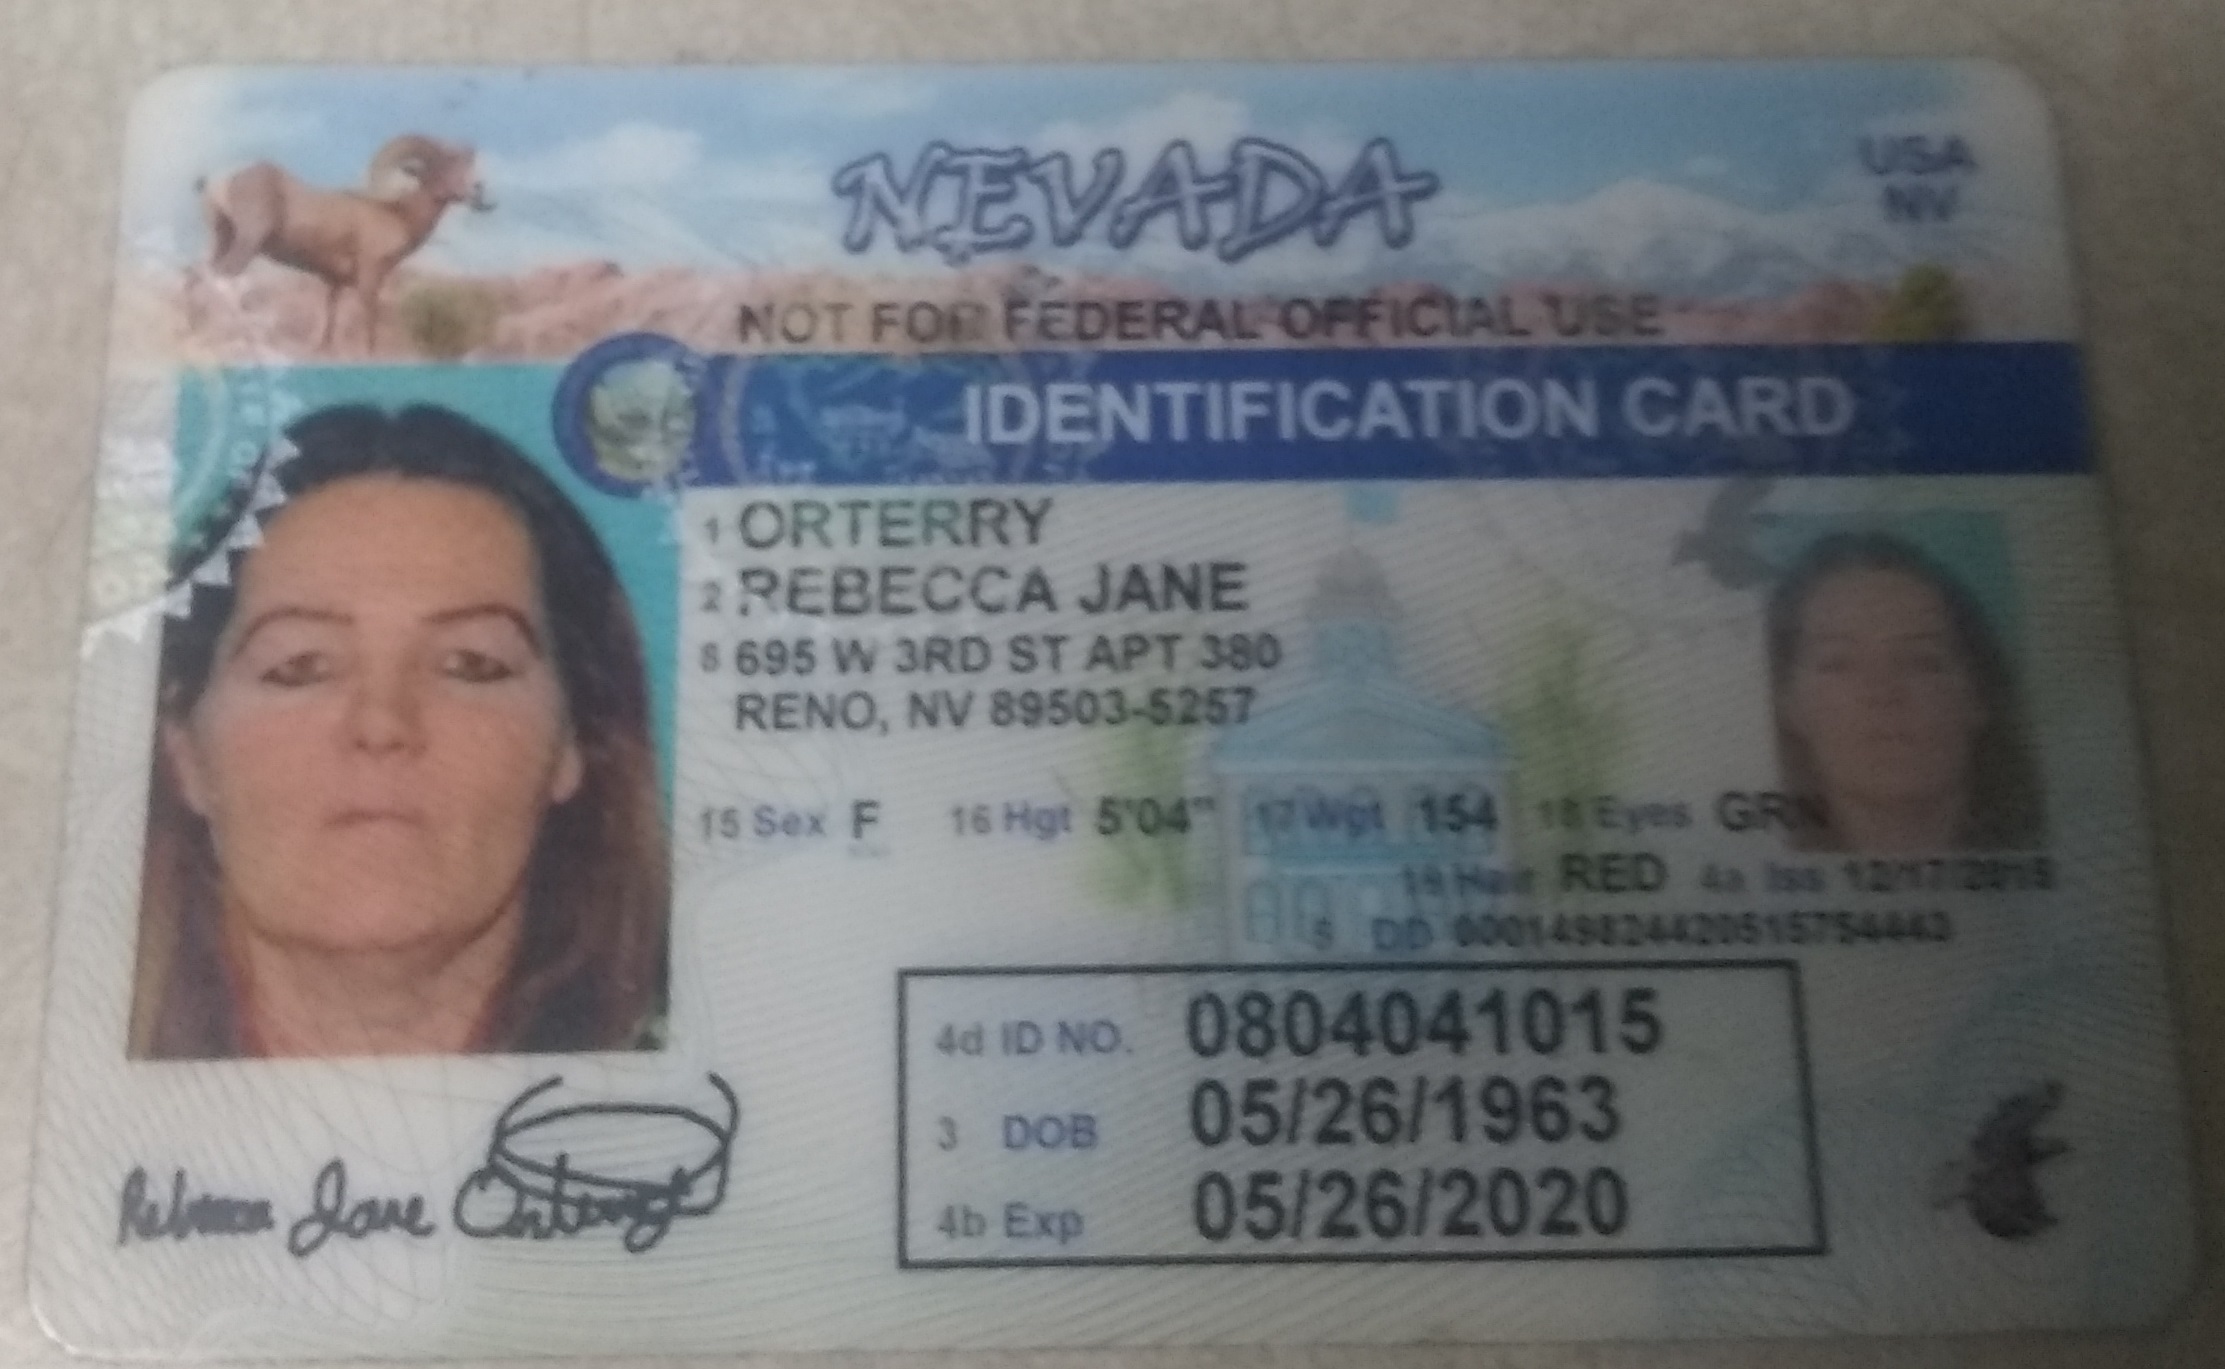 NEVADA
USA
NV
NOT FOR FEDERAL OFFICIAL USE
IDENTIFICATION CARD
1 ORTERRY
2 REBECCA JANE
8 695 W 3RD ST APT 380
RENO, NV 89503-5257
15 Sex F 16 Hgt 5'04" 17 Wgt 154 18 Eyes GRN
19 Hair RED 4a Iss 12/17/2015
5 DD
4d ID NO. 0804041015
3 DOB 05/26/1963
4b Exp 05/26/2020
Rebecca Jane